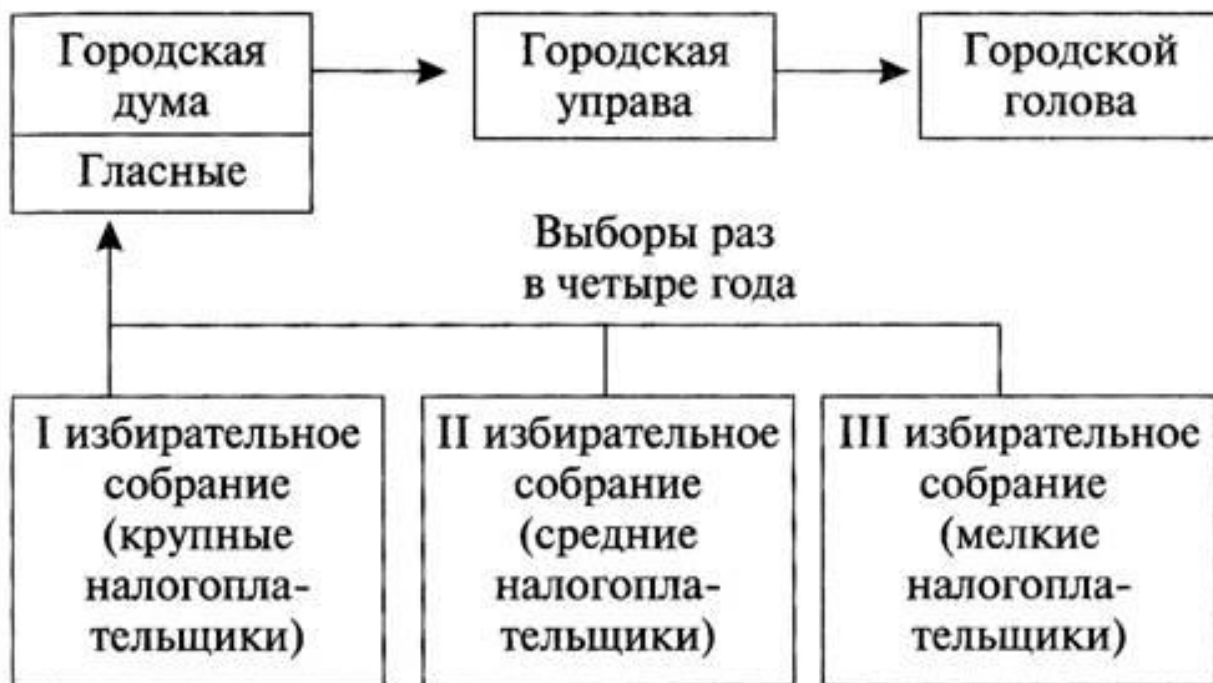 Городская
дума
Гласные
Городская
управа
Городской
голова
Выборы раз
в четыре года
I избирательное
собрание
(крупные
налогопла-
тельщики)
II избирательное
собрание
(средние
налогопла-
тельщики)
III избирательное
собрание
(мелкие
налогопла-
тельщики)